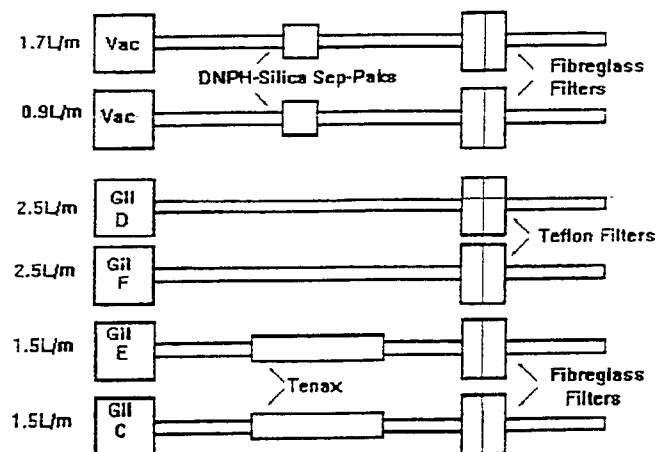 1.7L/m
Vac
DNPH-Silica Sep-Paks
Fibreglass
Filters
0.9L/m
Vac
2.5L/m
Gil
D
Teflon Filters
2.5L/m
Gil
F
1.5L/m
Gil
E
Tenax
Fibreglass
Filters
1.5L/m
Gil
C